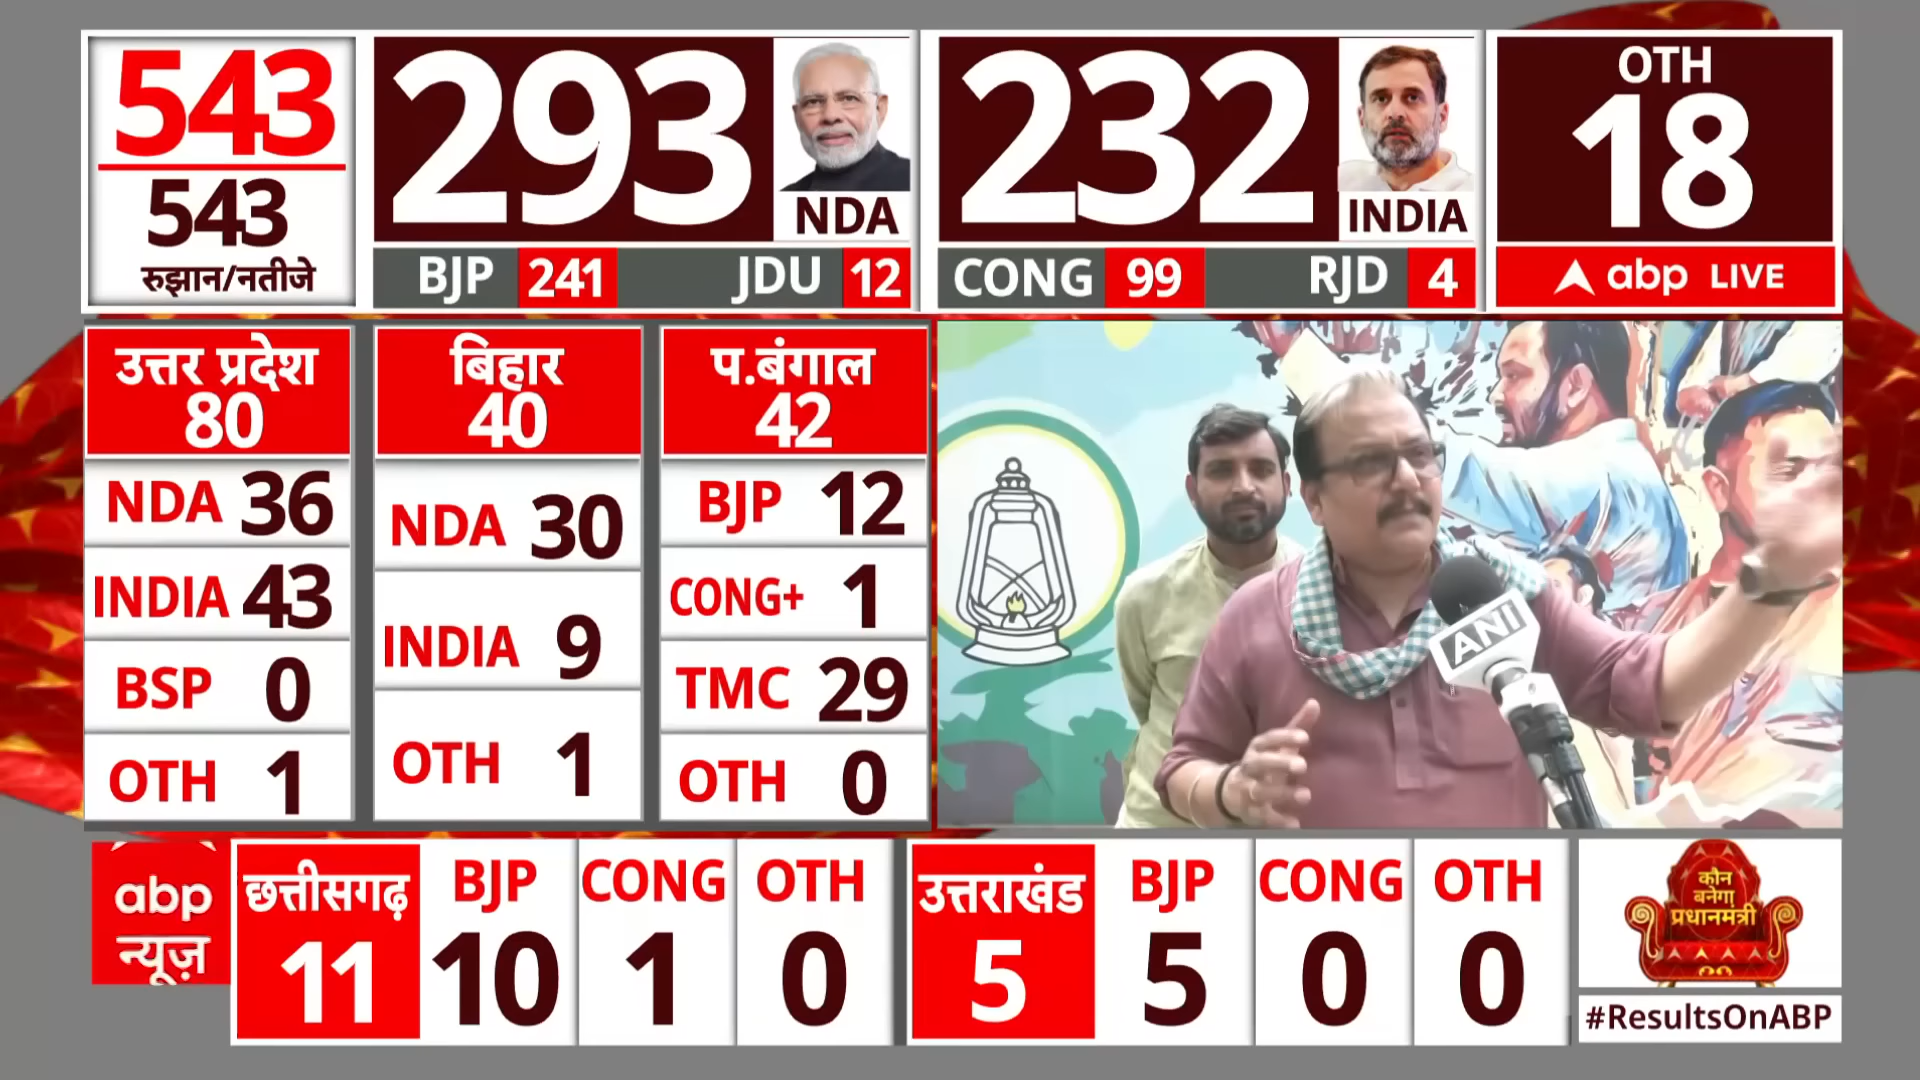 543
543
रुझान/नतीजे
293
NDA
BJP 241 JDU 12
232
INDIA
CONG 99 RJD 4
OTH
18
abp LIVE
उत्तर प्रदेश
80
NDA 36
INDIA 43
BSP 0
OTH 1
बिहार
40
NDA 30
INDIA 9
OTH 1
प.बंगाल
42
BJP 12
CONG+ 1
TMC 29
OTH 0
ANI
abp
न्यूज़
छत्तीसगढ़ BJP CONG OTH
11 10 1 0
उत्तराखंड BJP CONG OTH
5 5 0 0
कौन
बनेगा
प्रधानमंत्री
#ResultsOnABP